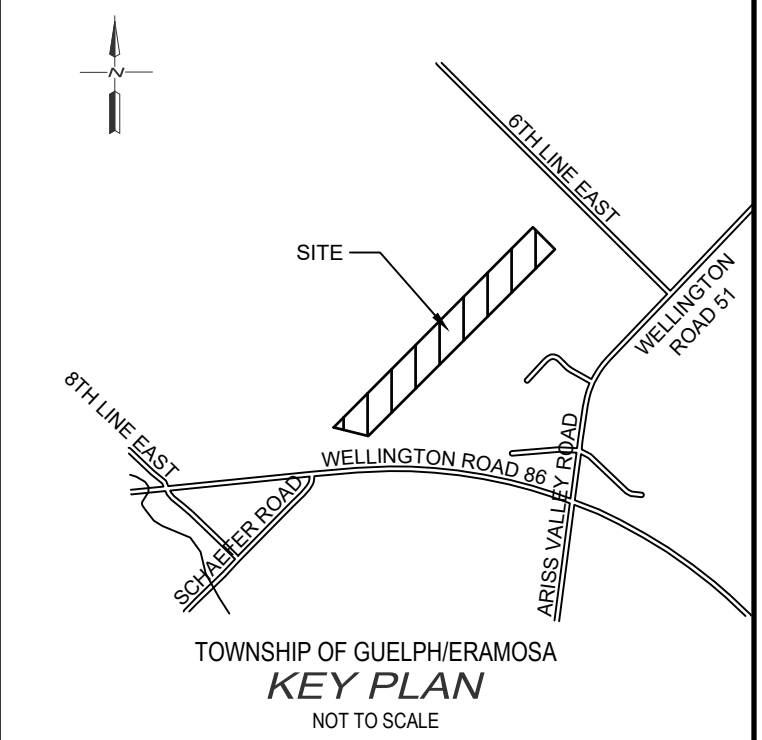 N
6TH LINE EAST
SITE
WELLINGTON
ROAD 51
8TH LINE EAST
WELLINGTON ROAD 86
SCHAEFER ROAD
ARISS VALLEY ROAD
TOWNSHIP OF GUELPH/ERAMOSA
KEY PLAN
NOT TO SCALE